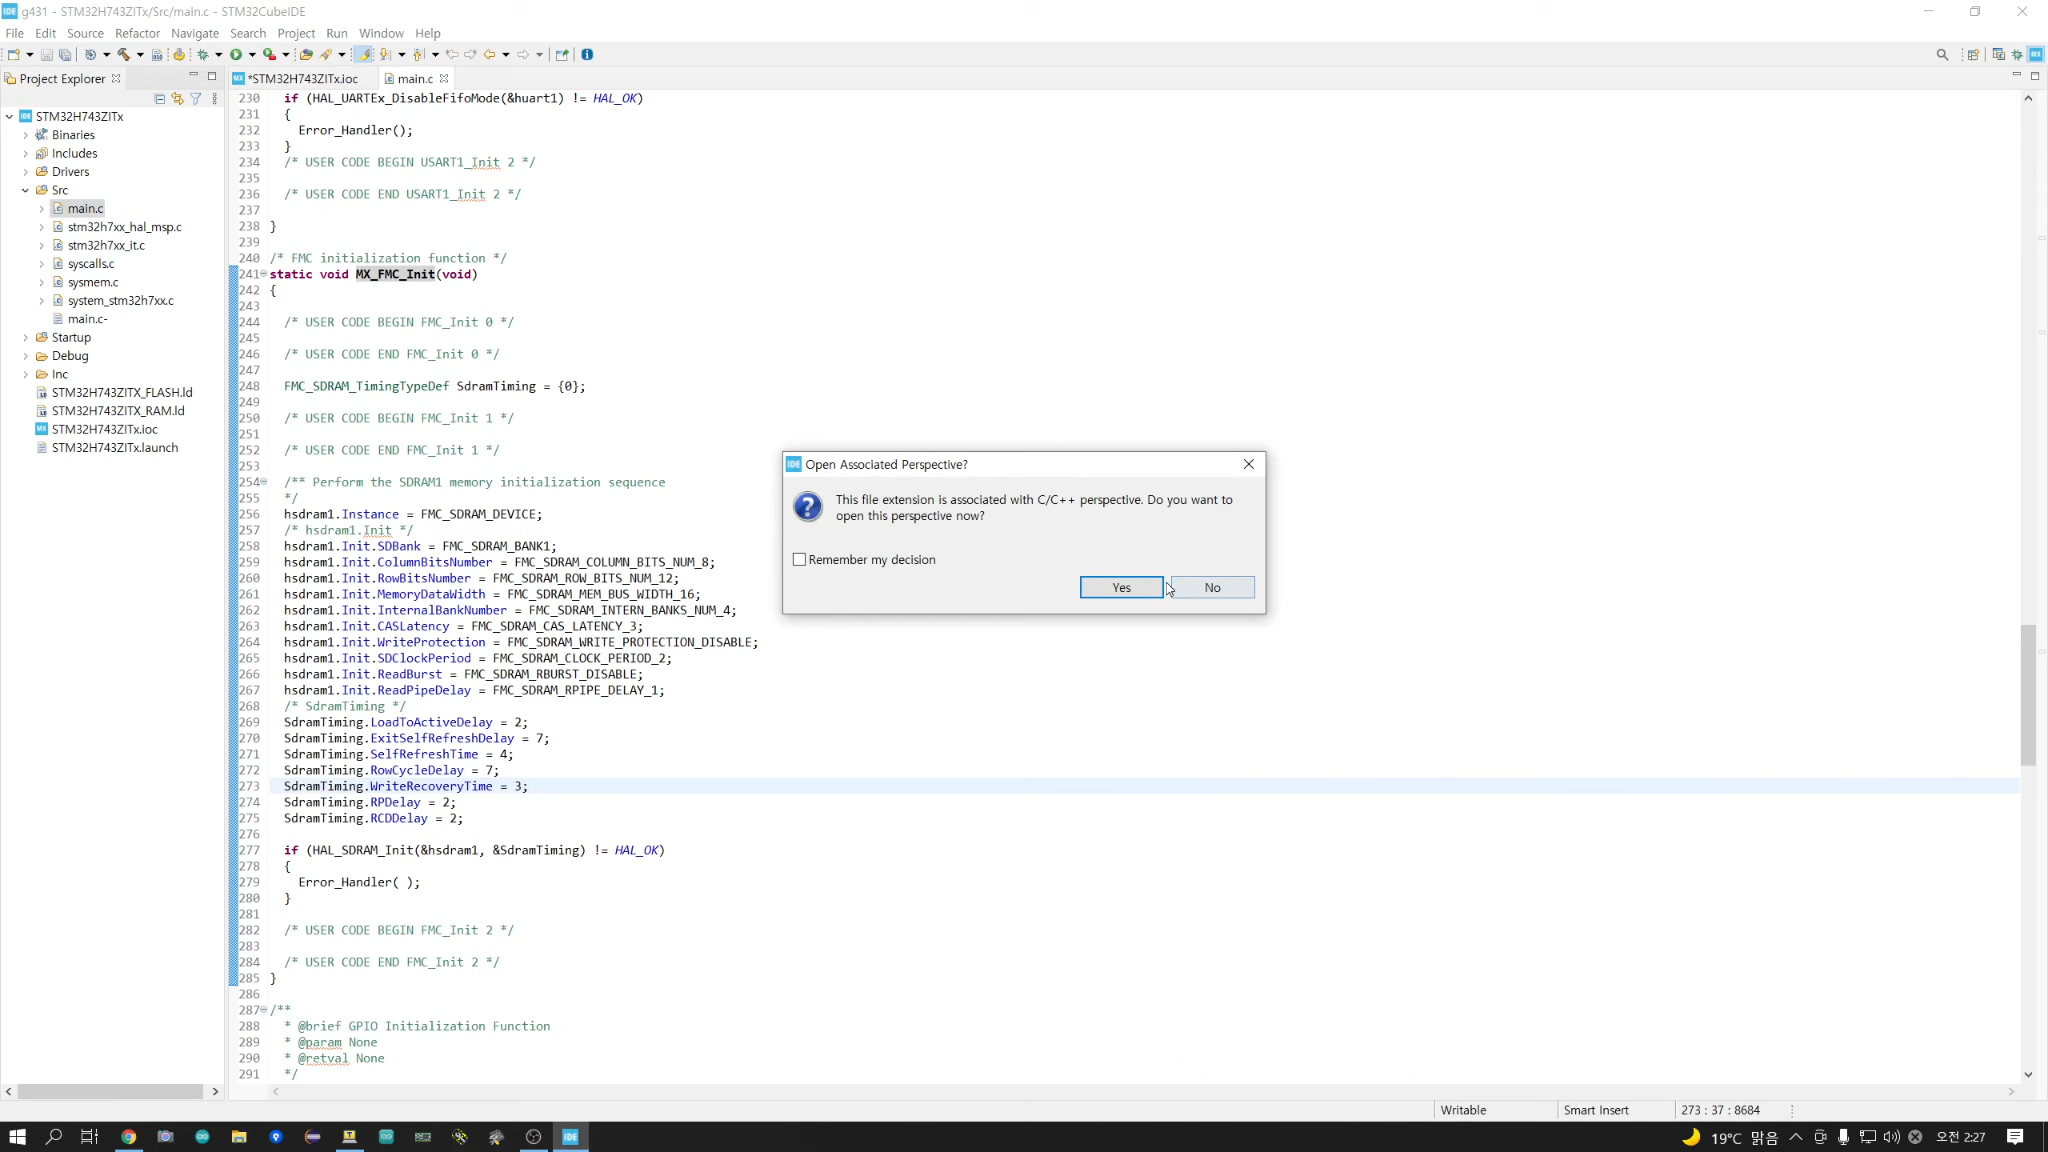 g431 - STM32H743ZITx/Src/main.c - STM32CubeIDE
File Edit Source Refactor Navigate Search Project Run Window Help
Project Explorer
*STM32H743ZITx.ioc
main.c
STM32H743ZITx
Binaries
Includes
Drivers
Src
main.c
stm32h7xx_hal_msp.c
stm32h7xx_it.c
syscalls.c
sysmem.c
system_stm32h7xx.c
main.c-
Startup
Debug
Inc
STM32H743ZITX_FLASH.ld
STM32H743ZITX_RAM.ld
STM32H743ZITx.ioc
STM32H743ZITx.launch
230 if (HAL_UARTEx_DisableFifoMode(&huart1) != HAL_OK)
231 {
232 Error_Handler();
233 }
234 /* USER CODE BEGIN USART1_Init 2 */
235
236 /* USER CODE END USART1_Init 2 */
237
238 }
239
240 /* FMC initialization function */
241 static void MX_FMC_Init(void)
242 {
243
244 /* USER CODE BEGIN FMC_Init 0 */
245
246 /* USER CODE END FMC_Init 0 */
247
248 FMC_SDRAM_TimingTypeDef SdramTiming = {0};
249
250 /* USER CODE BEGIN FMC_Init 1 */
251
252 /* USER CODE END FMC_Init 1 */
253
254 /** Perform the SDRAM1 memory initialization sequence
255 */
256 hsdram1.Instance = FMC_SDRAM_DEVICE;
257 /* hsdram1.Init */
258 hsdram1.Init.SDBank = FMC_SDRAM_BANK1;
259 hsdram1.Init.ColumnBitsNumber = FMC_SDRAM_COLUMN_BITS_NUM_8;
260 hsdram1.Init.RowBitsNumber = FMC_SDRAM_ROW_BITS_NUM_12;
261 hsdram1.Init.MemoryDataWidth = FMC_SDRAM_MEM_BUS_WIDTH_16;
262 hsdram1.Init.InternalBankNumber = FMC_SDRAM_INTERN_BANKS_NUM_4;
263 hsdram1.Init.CASLatency = FMC_SDRAM_CAS_LATENCY_3;
264 hsdram1.Init.WriteProtection = FMC_SDRAM_WRITE_PROTECTION_DISABLE;
265 hsdram1.Init.SDClockPeriod = FMC_SDRAM_CLOCK_PERIOD_2;
266 hsdram1.Init.ReadBurst = FMC_SDRAM_RBURST_DISABLE;
267 hsdram1.Init.ReadPipeDelay = FMC_SDRAM_RPIPE_DELAY_1;
268 /* SdramTiming */
269 SdramTiming.LoadToActiveDelay = 2;
270 SdramTiming.ExitSelfRefreshDelay = 7;
271 SdramTiming.SelfRefreshTime = 4;
272 SdramTiming.RowCycleDelay = 7;
273 SdramTiming.WriteRecoveryTime = 3;
274 SdramTiming.RPDelay = 2;
275 SdramTiming.RCDDelay = 2;
276
277 if (HAL_SDRAM_Init(&hsdram1, &SdramTiming) != HAL_OK)
278 {
279 Error_Handler( );
280 }
281
282 /* USER CODE BEGIN FMC_Init 2 */
283
284 /* USER CODE END FMC_Init 2 */
285 }
286
287 /**
288 * @brief GPIO Initialization Function
289 * @param None
290 * @retval None
291 */
Open Associated Perspective?
This file extension is associated with C/C++ perspective. Do you want to
open this perspective now?
Remember my decision
Yes
No
Writable
Smart Insert
273 : 37 : 8684
19°C 맑음
오전 2:27